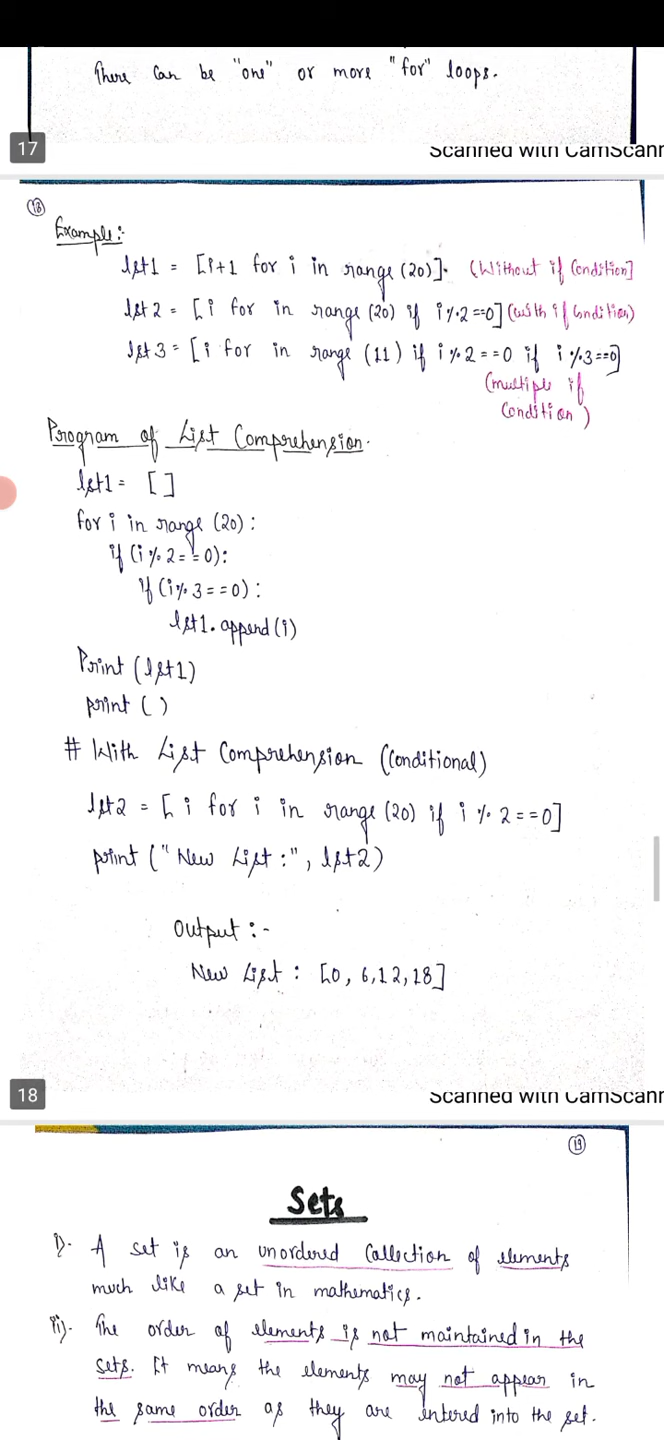 There can be "one" or more "for" loops.
17
Scanned with CamScanr
18
Example:-
lst1 = [i+1 for i in range (20)]. (Without if Condition]
lst2 = [i for in range (20) if i%2==0] (with if Condition)
lst3 = [i for in range (11) if i%2==0 if i%3==0]
(multiple if
Condition)
Program of List Comprehension.
lst1 = []
for i in range (20):
if (i%2==0):
if (i%3==0):
lst1.append(i)
Print (lst1)
print ()
# With List Comprehension (Conditional)
lst2 = [i for i in range (20) if i % 2==0]
print ("New List:", lst2)
Output :-
New List : [0, 6,12,18]
18
Scanned with CamScanr
19
Sets
i). A set is an unordered Collection of elements
much like a set in mathematics.
ii). The order of elements is not maintained in the
sets. It means the elements may not appear in
the same order as they are entered into the set.